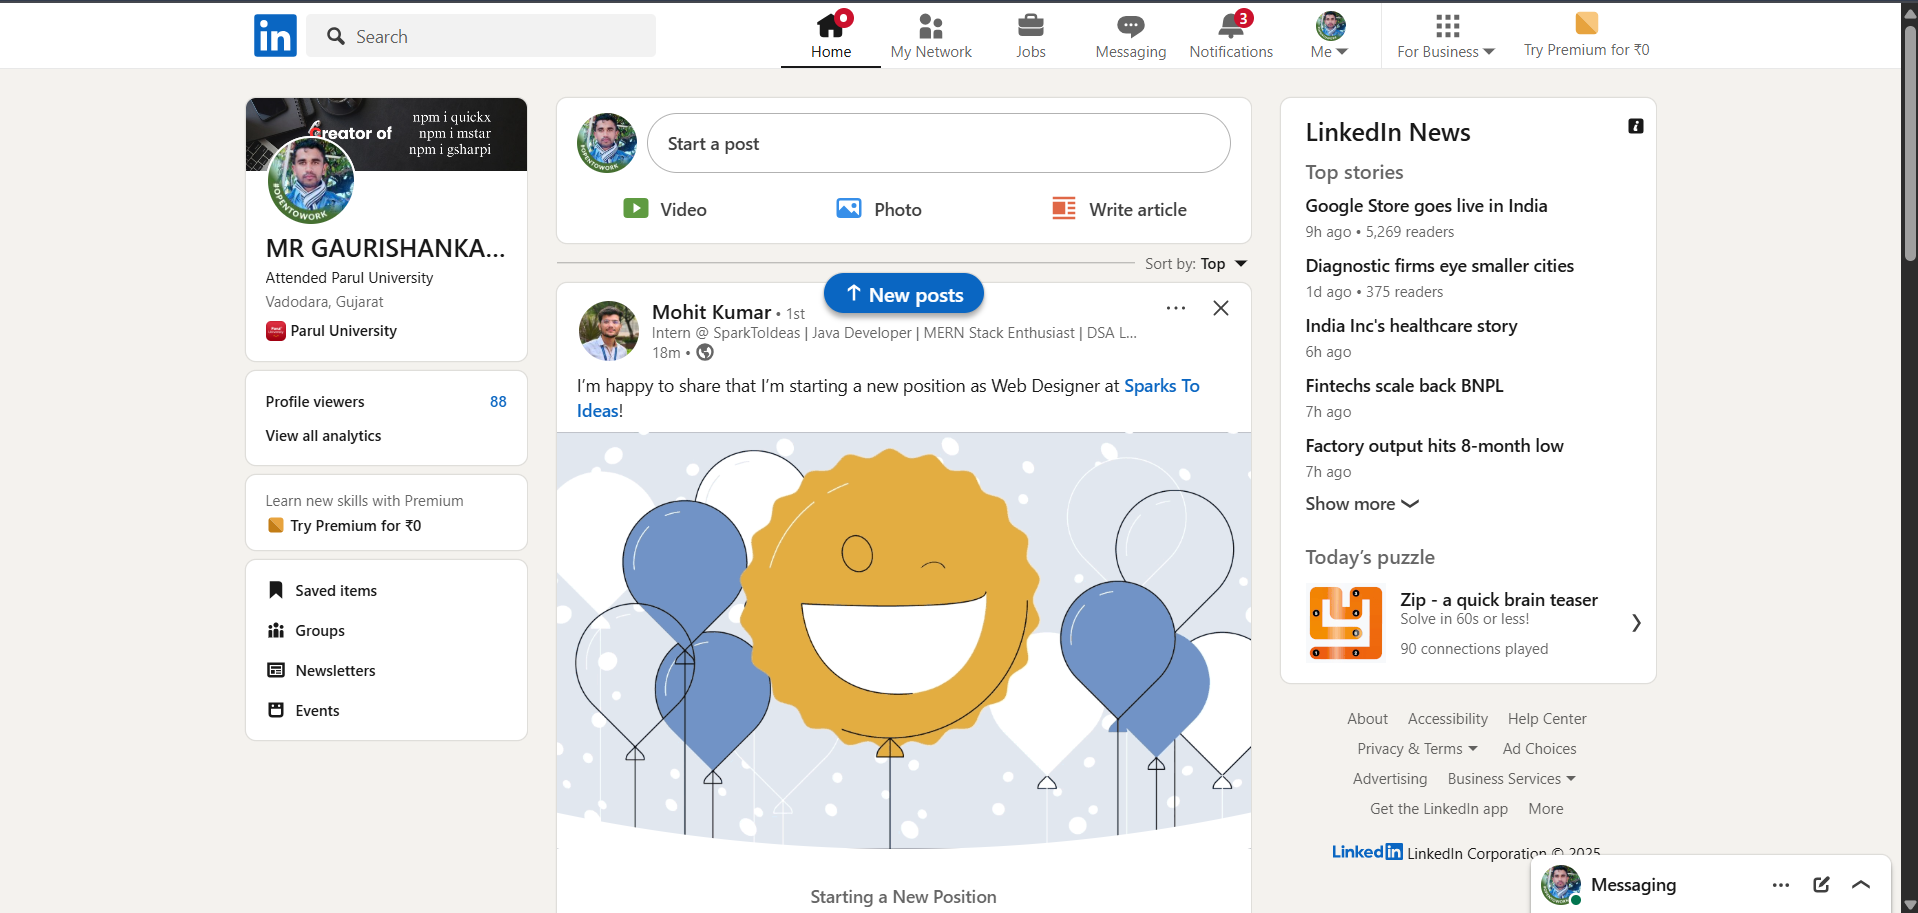 in
Search
Home
My Network
Jobs
Messaging
3
Notifications
Me
For Business
Try Premium for ₹0
npm i quickx
creator of npm i mstar
npm i gsharpi
#OPENTOWORK
MR GAURISHANKA...
Attended Parul University
Vadodara, Gujarat
Parul University
Profile viewers 88
View all analytics
Learn new skills with Premium
Try Premium for ₹0
Saved items
Groups
Newsletters
Events
Start a post
Video
Photo
Write article
Sort by: Top
↑ New posts
Mohit Kumar • 1st
Intern @ SparkToIdeas | Java Developer | MERN Stack Enthusiast | DSA L...
18m •
I'm happy to share that I'm starting a new position as Web Designer at Sparks To
Ideas!
Starting a New Position
LinkedIn News
Top stories
Google Store goes live in India
9h ago • 5,269 readers
Diagnostic firms eye smaller cities
1d ago • 375 readers
India Inc's healthcare story
6h ago
Fintechs scale back BNPL
7h ago
Factory output hits 8-month low
7h ago
Show more
Today's puzzle
Zip - a quick brain teaser
Solve in 60s or less!
90 connections played
About Accessibility Help Center
Privacy & Terms Ad Choices
Advertising Business Services
Get the LinkedIn app More
LinkedIn LinkedIn Corporation © 2025
Messaging